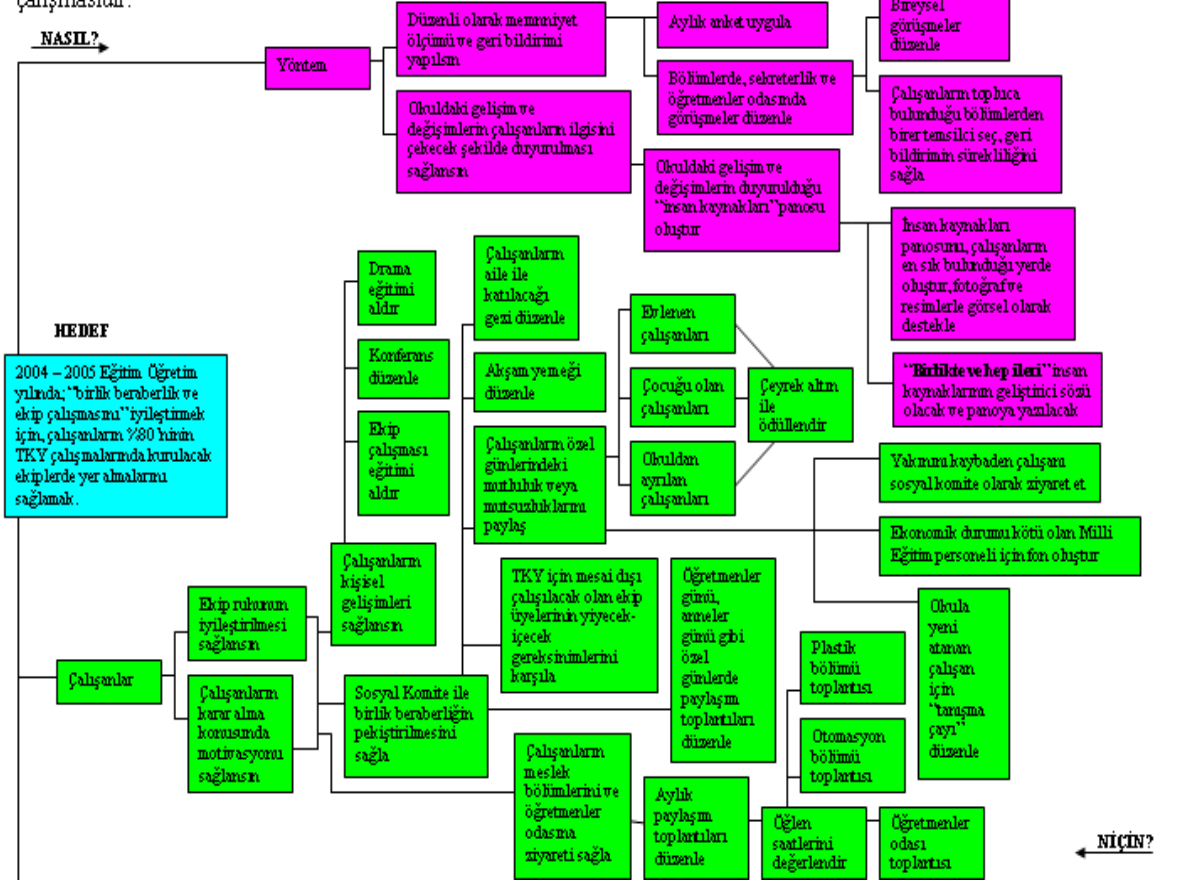 çalışmasıdır.
NASIL?
Yöntem
Düzenli olarak memnniyet
ölçümü ve geri bildirimi
yapılsın
Aylık anket uygula
Bölümlerde, sekreterlik ve
öğretmenler odasında
görüşmeler düzenle
Bireysel
görüşmeler
düzenle
Çalışanların topluca
bulunduğu bölümlerden
birer temsilci seç, geri
bildirimin sürekliliğini
sağla
Okuldaki gelişim ve
değişimlerin çalışanların ilgisini
çekecek şekilde duyurulması
sağlansın
Okuldaki gelişim ve
değişimlerin duyurulduğu
“insan kaynakları” panosu
oluştur
İnsan kaynakları
panosunu, çalışanların
en sık bulunduğu yerde
oluştur, fotoğraf ve
resimlerle görsel olarak
destekle
“Birlikte ve hep ileri” insan
kaynaklarının geliştirici sözü
olacak ve panoya yazılacak
HEDEF
2004 – 2005 Eğitim Öğretim
yılında; “birlik beraberlik ve
ekip çalışmasını” iyileştirmek
için, çalışanların %80’ninin
TKY çalışmalarında kurulacak
ekiplerde yer almalarını
sağlamak.
Çalışanlar
Ekip ruhunun
iyileştirilmesi
sağlansın
Çalışanların
karar alma
konusunda
motivasyonu
sağlansın
Drama
eğitimi
aldır
Konferans
düzenle
Ekip
çalışması
eğitimi
aldır
Çalışanların
kişisel
gelişimleri
sağlansın
Sosyal Komite ile
birlik beraberliğin
pekiştirilmesini
sağla
Çalışanların
aile ile
katılacağı
gezi düzenle
Akşam yemeği
düzenle
Çalışanların özel
günlerindeki
mutluluk veya
mutsuzluklarını
paylaş
Evlenen
çalışanları
Çocuğu olan
çalışanları
Okuldan
ayrılan
çalışanları
Çeyrek altın
ile
ödüllendir
Yakınını kaybaden çalışanı
sosyal komite olarak ziyaret et
Ekonomik durumu kötü olan Milli
Eğitim personeli için fon oluştur
Okula
yeni
atanan
çalışan
için
“tanışma
çayı”
düzenle
TKY için mesai dışı
çalışılacak olan ekip
üyelerinin yiyecek-
içecek
gereksinimlerini
karşıla
Öğretmenler
günü,
anneler
günü gibi
özel
günlerde
paylaşım
toplantıları
düzenle
Çalışanların
meslek
bölümlerini ve
öğretmenler
odasına
ziyareti sağla
Aylık
paylaşım
toplantıları
düzenle
Öğlen
saatlerini
değerlendir
Plastik
bölümü
toplantısı
Otomasyon
bölümü
toplantısı
Öğretmenler
odası
toplantısı
NİÇİN?